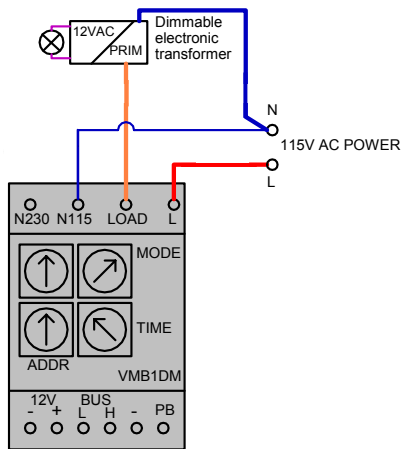 12VAC
PRIM
Dimmable
electronic
transformer
N
115V AC POWER
L
N230 N115 LOAD L
MODE
TIME
ADDR
VMB1DM
12V BUS
- + L H - PB